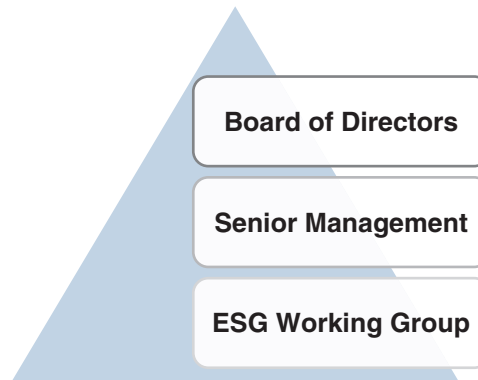 Board of Directors
Senior Management
ESG Working Group